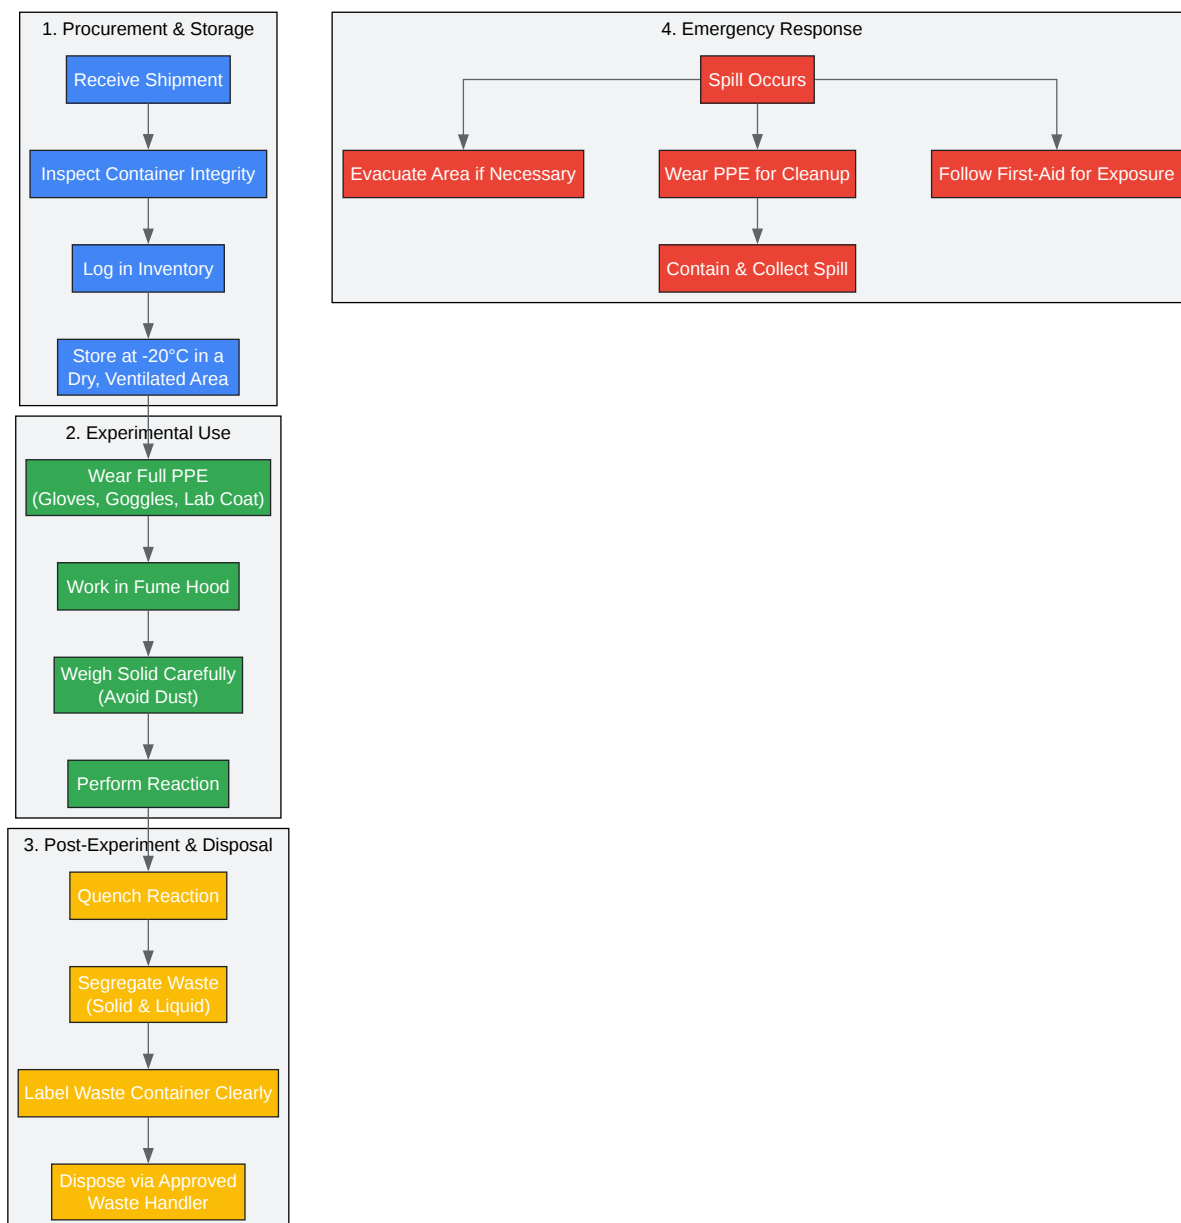 1. Procurement & Storage
Receive Shipment
Inspect Container Integrity
Log in Inventory
Store at -20°C in a
Dry, Ventilated Area
2. Experimental Use
Wear Full PPE
(Gloves, Goggles, Lab Coat)
Work in Fume Hood
Weigh Solid Carefully
(Avoid Dust)
Perform Reaction
3. Post-Experiment & Disposal
Quench Reaction
Segregate Waste
(Solid & Liquid)
Label Waste Container Clearly
Dispose via Approved
Waste Handler
4. Emergency Response
Spill Occurs
Evacuate Area if Necessary
Wear PPE for Cleanup
Follow First-Aid for Exposure
Contain & Collect Spill